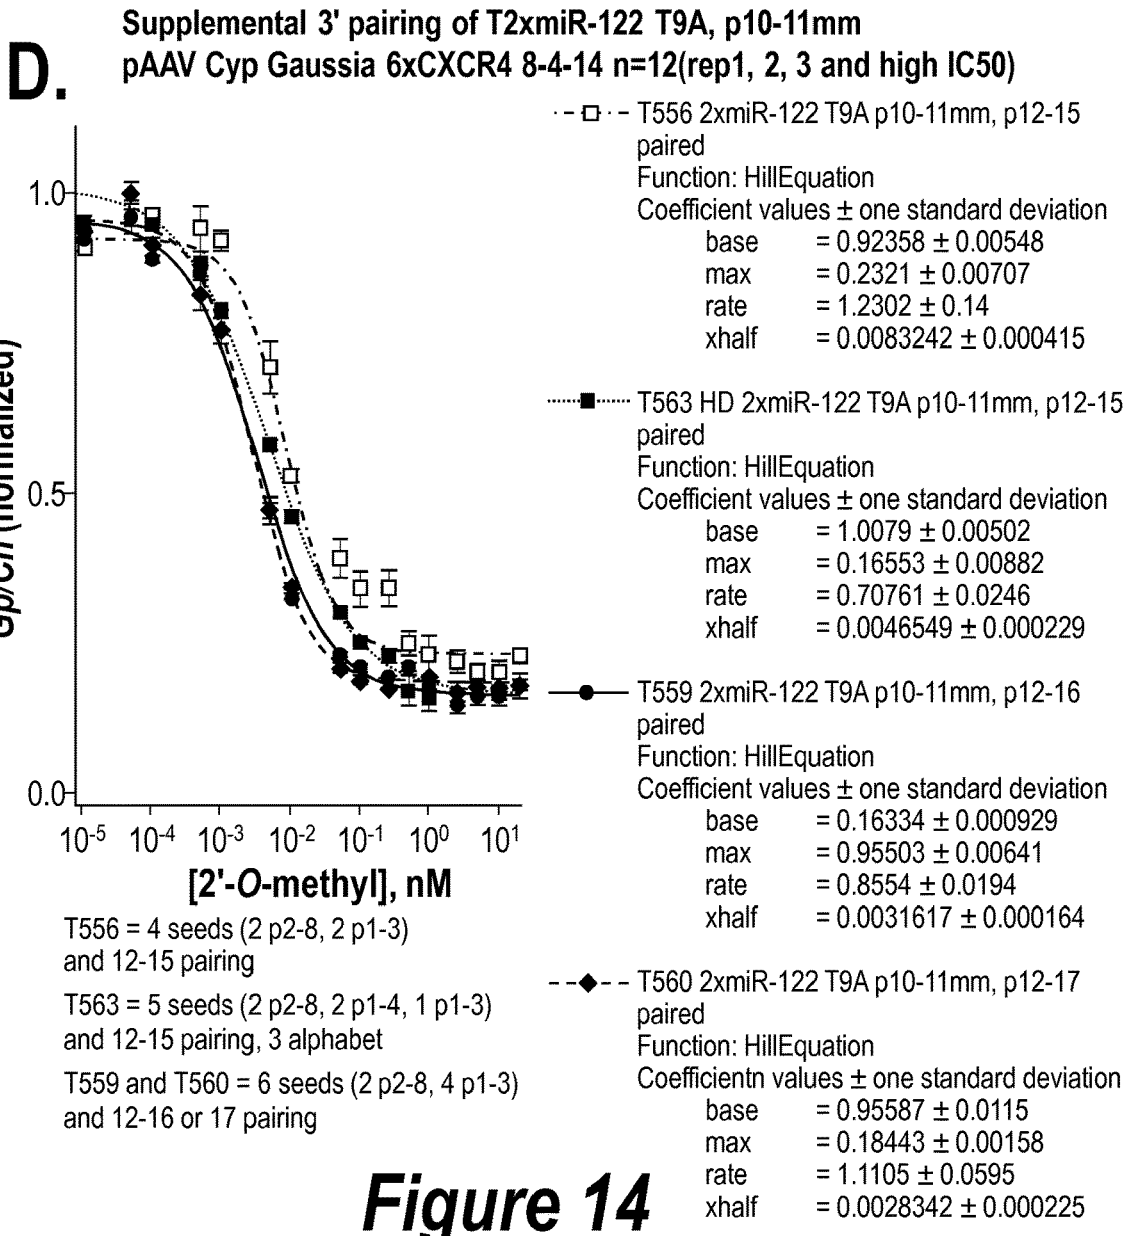 D.
Supplemental 3' pairing of T2xmiR-122 T9A, p10-11mm
pAAV Cyp Gaussia 6xCXCR4 8-4-14 n=12(rep1, 2, 3 and high IC50)
(normalized)
1.0
0.5
0.0
10-5
10-4
10-3
10-2
10-1
100
101
[2'-O-methyl], nM
T556 = 4 seeds (2 p2-8, 2 p1-3)
and 12-15 pairing
T563 = 5 seeds (2 p2-8, 2 p1-4, 1 p1-3)
and 12-15 pairing, 3 alphabet
T559 and T560 = 6 seeds (2 p2-8, 4 p1-3)
and 12-16 or 17 pairing
T556 2xmiR-122 T9A p10-11mm, p12-15
paired
Function: HillEquation
Coefficient values ± one standard deviation
base = 0.92358 ± 0.00548
max = 0.2321 ± 0.00707
rate = 1.2302 ± 0.14
xhalf = 0.0083242 ± 0.000415
T563 HD 2xmiR-122 T9A p10-11mm, p12-15
paired
Function: HillEquation
Coefficient values ± one standard deviation
base = 1.0079 ± 0.00502
max = 0.16553 ± 0.00882
rate = 0.70761 ± 0.0246
xhalf = 0.0046549 ± 0.000229
T559 2xmiR-122 T9A p10-11mm, p12-16
paired
Function: HillEquation
Coefficient values ± one standard deviation
base = 0.16334 ± 0.000929
max = 0.95503 ± 0.00641
rate = 0.8554 ± 0.0194
xhalf = 0.0031617 ± 0.000164
T560 2xmiR-122 T9A p10-11mm, p12-17
paired
Function: HillEquation
Coefficientn values ± one standard deviation
base = 0.95587 ± 0.0115
max = 0.18443 ± 0.00158
rate = 1.1105 ± 0.0595
xhalf = 0.0028342 ± 0.000225
Figure 14